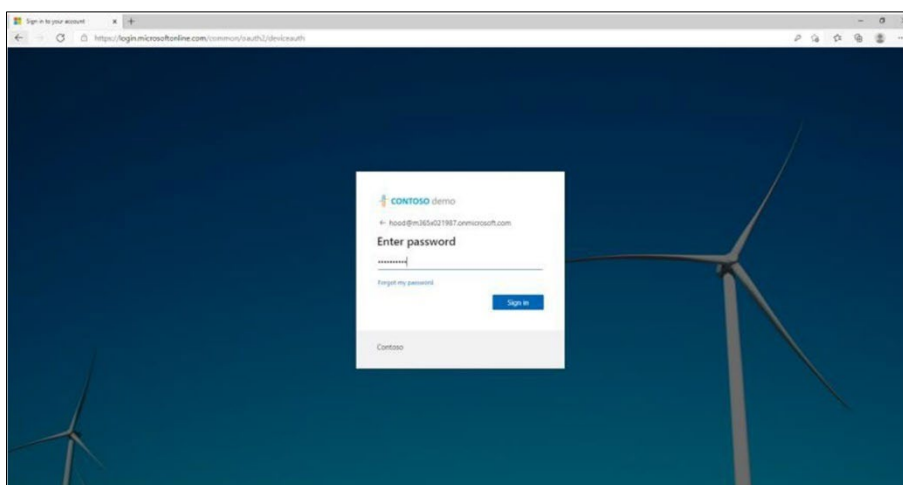 Sign in to your account
https://login.microsoftonline.com/common/oauth2/deviceauth
CONTOSO demo
hood@m365x021987.onmicrosoft.com
Enter password
Forgot my password
Sign in
Contoso